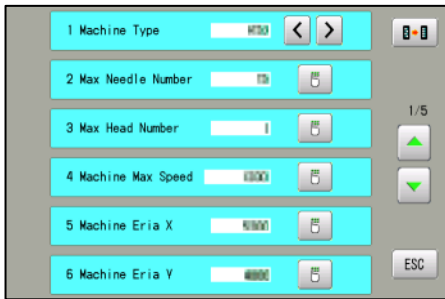 1 Machine Type
2 Max Needle Number
3 Max Head Number
4 Machine Max Speed
5 Machine Eria X
6 Machine Eria Y
1/5
ESC